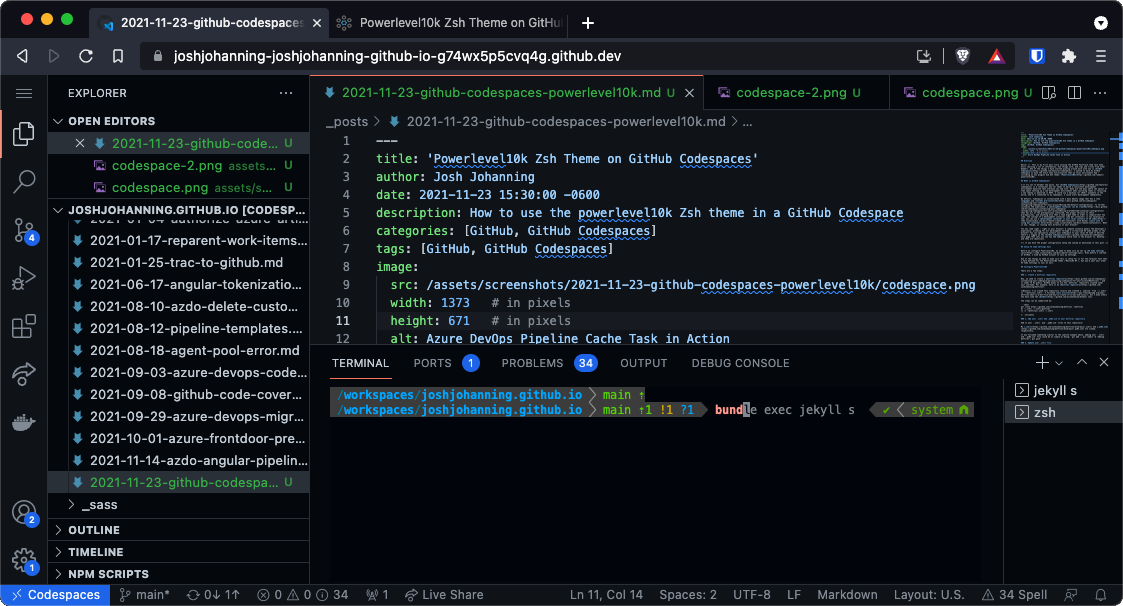 2021-11-23-github-codespaces
Powerlevel10k Zsh Theme on GitHu
joshjohanning-joshjohanning-github-io-g74wx5p5cvq4g.github.dev
EXPLORER
OPEN EDITORS
2021-11-23-github-code... U
codespace-2.png assets... U
codespace.png assets/s... U
JOSHJOHANNING.GITHUB.IO [CODESP...
2021-01-17-reparent-work-items...
2021-01-25-trac-to-github.md
2021-06-17-angular-tokenizatio...
2021-08-10-azdo-delete-custo...
2021-08-12-pipeline-templates....
2021-08-18-agent-pool-error.md
2021-09-03-azure-devops-code...
2021-09-08-github-code-cover...
2021-09-29-azure-devops-migr...
2021-10-01-azure-frontdoor-pre...
2021-11-14-azdo-angular-pipelin...
2021-11-23-github-codespa... U
_sass
OUTLINE
TIMELINE
NPM SCRIPTS
4
2
1
2021-11-23-github-codespaces-powerlevel10k.md U
codespace-2.png U
codespace.png U
_posts > 2021-11-23-github-codespaces-powerlevel10k.md > ...
1 ---
2 title: 'Powerlevel10k Zsh Theme on GitHub Codespaces'
3 author: Josh Johanning
4 date: 2021-11-23 15:30:00 -0600
5 description: How to use the powerlevel10k Zsh theme in a GitHub Codespace
6 categories: [GitHub, GitHub Codespaces]
7 tags: [GitHub, GitHub Codespaces]
8 image:
9 src: /assets/screenshots/2021-11-23-github-codespaces-powerlevel10k/codespace.png
10 width: 1373 # in pixels
11 height: 671 # in pixels
12 alt: Azure DevOps Pipeline Cache Task in Action
TERMINAL PORTS 1 PROBLEMS 34 OUTPUT DEBUG CONSOLE
/workspaces/joshjohanning.github.io main ↑
/workspaces/joshjohanning.github.io main ↑1 !1 ?1 bundle exec jekyll s ✔ system
jekyll s
zsh
Codespaces main* 0↓ 1↑ 0 0 34 1 Live Share Ln 11, Col 14 Spaces: 2 UTF-8 LF Markdown Layout: U.S. 34 Spell